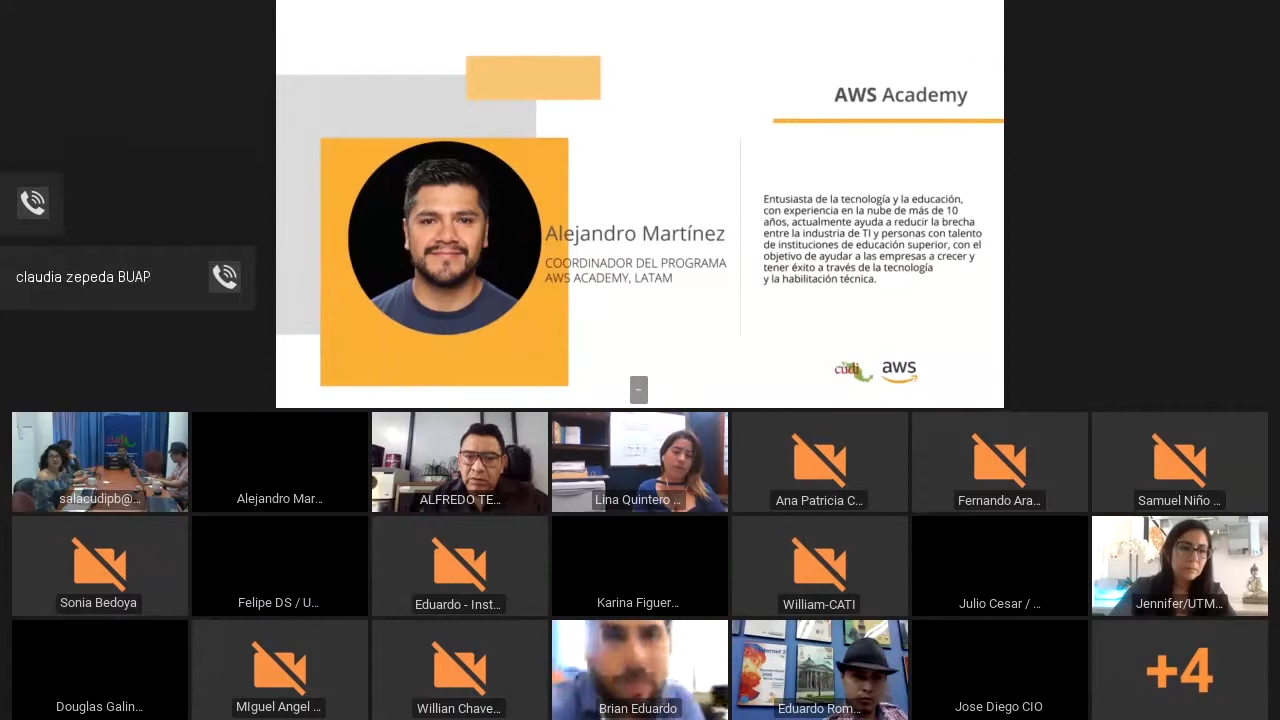 AWS Academy
Entusiasta de la tecnología y la educación,
con experiencia en la nube de más de 10
años, actualmente ayuda a reducir la brecha
entre la industria de TI y personas con talento
de instituciones de educación superior, con el
objetivo de ayudar a las empresas a crecer y
tener éxito a través de la tecnología
y la habilitación técnica.
Alejandro Martínez
COORDINADOR DEL PROGRAMA
AWS ACADEMY, LATAM
cudi
aws
claudia zepeda BUAP
cudi
salacudipb@...
Alejandro Mar...
ALFREDO TE...
Lina Quintero ...
Ana Patricia C...
Fernando Ara...
Samuel Niño ...
Sonia Bedoya
Felipe DS / U...
Eduardo - Inst...
Karina Figuer...
William-CATI
Julio Cesar / ...
Jennifer/UTM...
Douglas Galin...
MIguel Angel ...
Willian Chave...
Brian Eduardo
Eduardo Rom...
Jose Diego CIO
+4